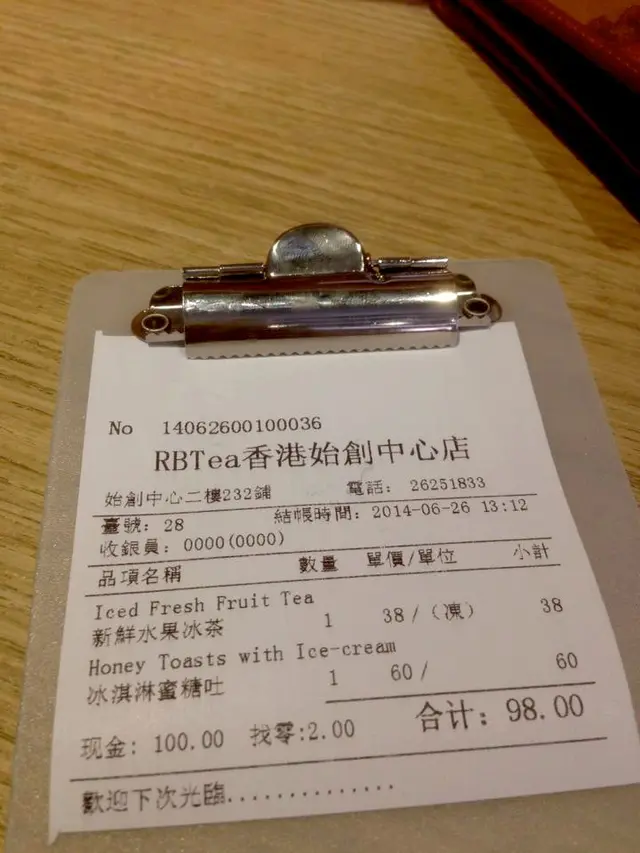 No 14062600100036
RBTea香港始創中心店
始創中心二樓232鋪 電話: 26251833
臺號: 28 結帳時間: 2014-06-26 13:12
收銀員: 0000(0000)
品項名稱 數量 單價/單位 小計
Iced Fresh Fruit Tea
新鮮水果冰茶 1 38/(凍) 38
Honey Toasts with Ice-cream
冰淇淋蜜糖吐 1 60/ 60
合计: 98.00
现金: 100.00 找零:2.00
歡迎下次光臨..............